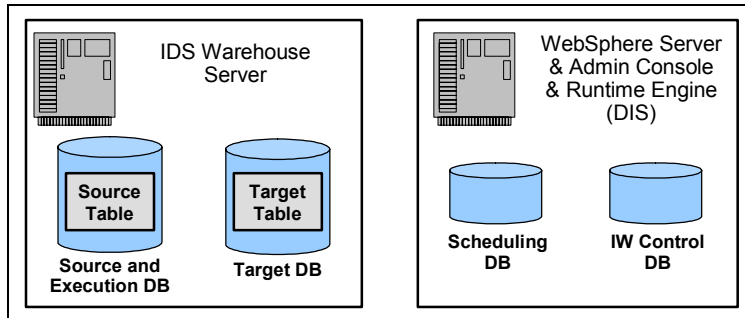 IDS Warehouse
Server
Source
Table
Source and
Execution DB
Target
Table
Target DB
WebSphere Server
& Admin Console
& Runtime Engine
(DIS)
Scheduling
DB
IW Control
DB